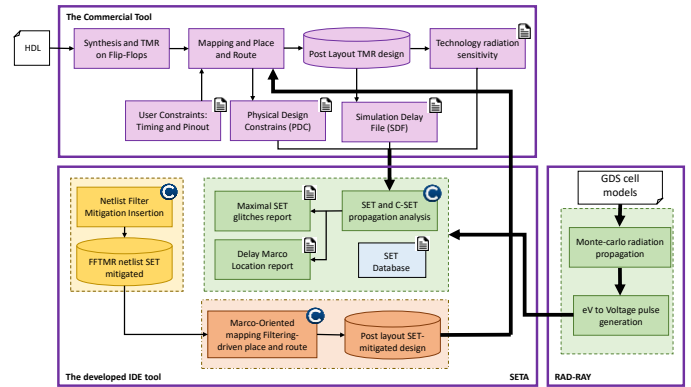 The Commercial Tool
HDL
Synthesis and TMR
on Flip-Flops
Mapping and Place
and Route
Post Layout TMR design
Technology radiation
sensitivity
User Constraints:
Timing and Pinout
Physical Design
Constrains (PDC)
Simulation Delay
File (SDF)
Netlist Filter
Mitigation Insertion
FFTMR netlist SET
mitigated
Maximal SET
glitches report
SET and C-SET
propagation analysis
Delay Marco
Location report
SET
Database
Marco-Oriented
mapping Filtering-
driven place and route
Post layout SET-
mitigated design
The developed IDE tool
SETA
GDS cell
models
Monte-carlo radiation
propagation
eV to Voltage pulse
generation
RAD-RAY